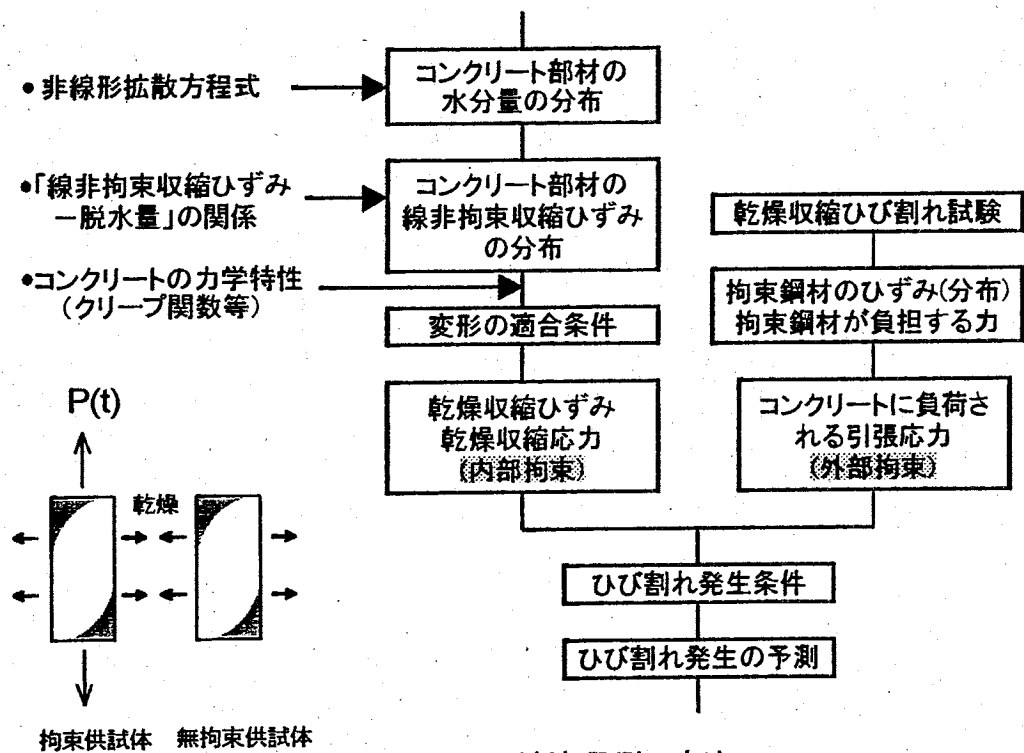 • 非線形拡散方程式
コンクリート部材の
水分量の分布
•「線非拘束収縮ひずみ
－脱水量」の関係
コンクリート部材の
線非拘束収縮ひずみ
の分布
•コンクリートの力学特性
（クリープ関数等）
変形の適合条件
乾燥収縮ひずみ
乾燥収縮応力
(内部拘束)
乾燥収縮ひび割れ試験
拘束鋼材のひずみ(分布)
拘束鋼材が負担する力
コンクリートに負荷さ
れる引張応力
(外部拘束)
ひび割れ発生条件
ひび割れ発生の予測
P(t)
乾燥
拘束供試体 無拘束供試体